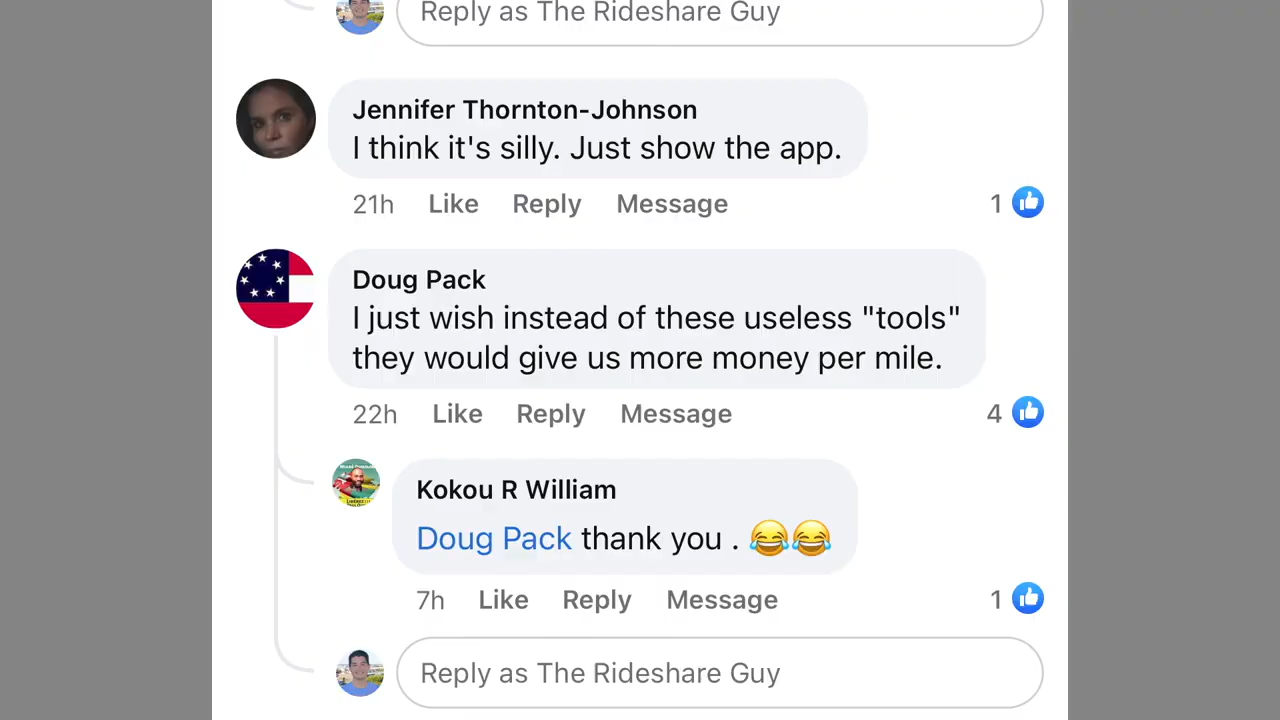 Reply as The Rideshare Guy
Jennifer Thornton-Johnson
I think it's silly. Just show the app.
21h Like Reply Message 1
Doug Pack
I just wish instead of these useless "tools"
they would give us more money per mile.
22h Like Reply Message 4
Kokou R William
Doug Pack thank you . 😂😂
7h Like Reply Message 1
Reply as The Rideshare Guy